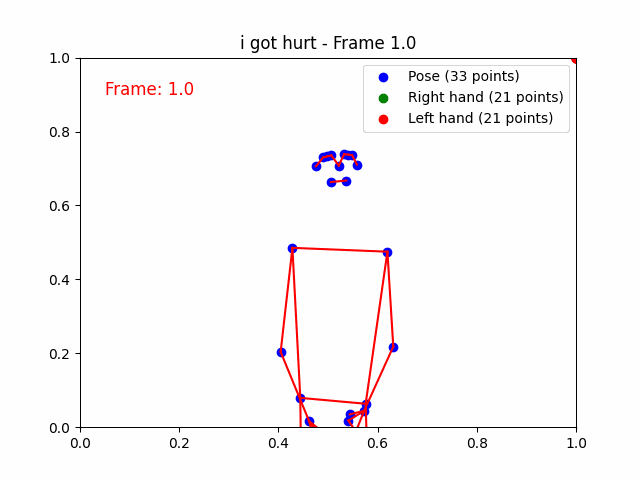 i got hurt - Frame 1.0
Frame: 1.0
Pose (33 points)
Right hand (21 points)
Left hand (21 points)
1.0
0.8
0.6
0.4
0.2
0.0
0.0 0.2 0.4 0.6 0.8 1.0